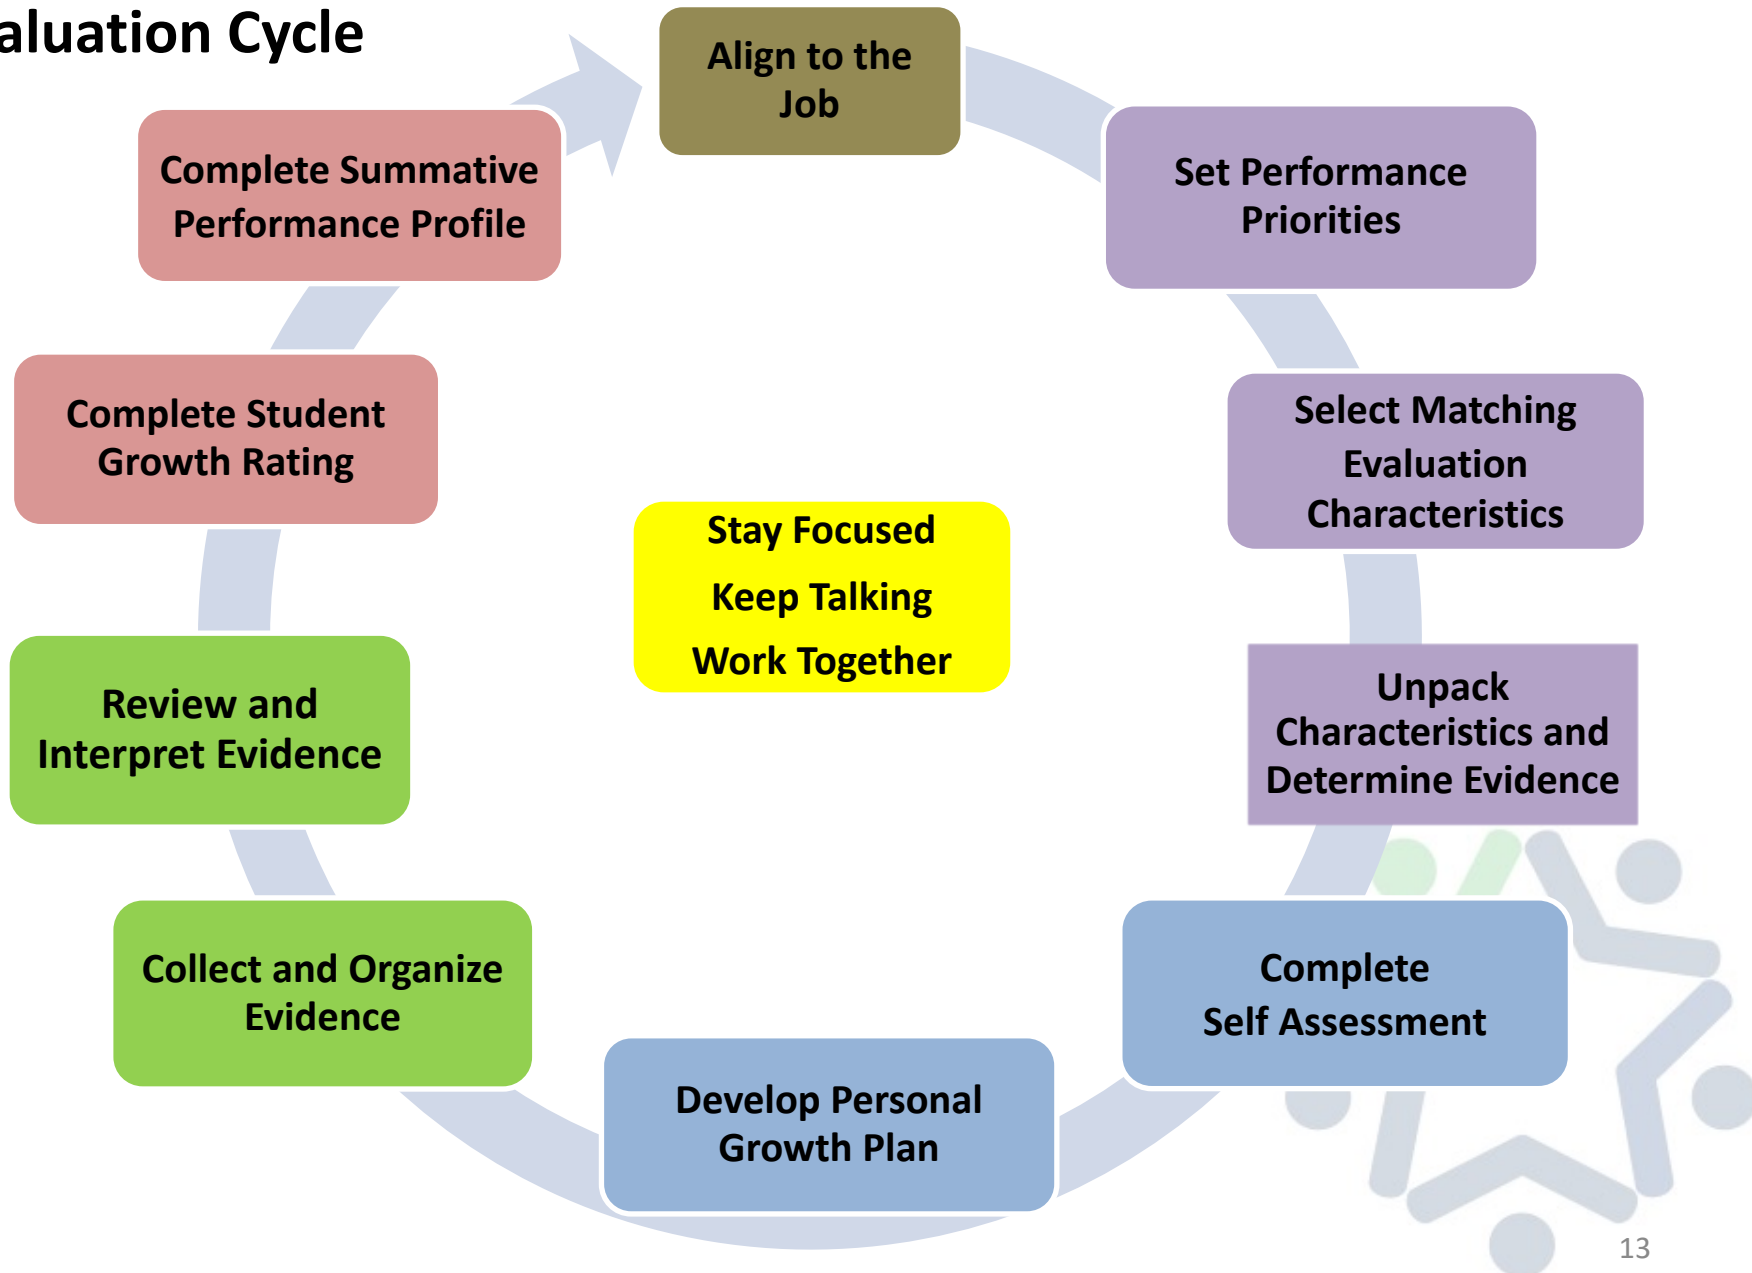 aluation Cycle
Align to the
Job
Set Performance
Priorities
Select Matching
Evaluation
Characteristics
Unpack
Characteristics and
Determine Evidence
Complete
Self Assessment
Develop Personal
Growth Plan
Collect and Organize
Evidence
Review and
Interpret Evidence
Complete Student
Growth Rating
Complete Summative
Performance Profile
Stay Focused
Keep Talking
Work Together
13